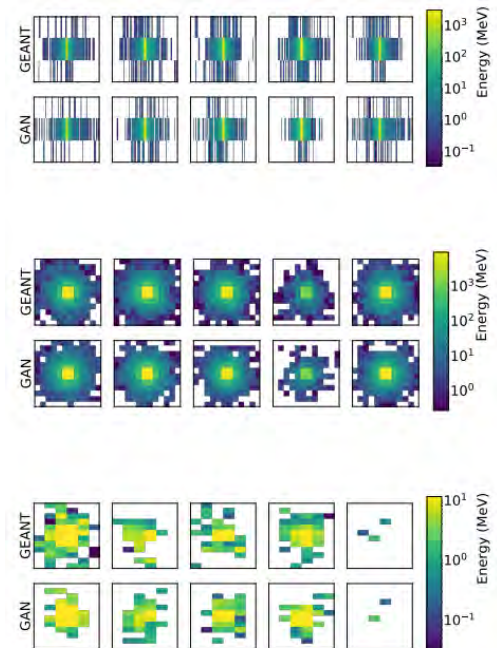 GEANT
GAN
10³
10²
10¹
10⁰
10⁻¹
Energy (MeV)
GEANT
GAN
10³
10²
10¹
10⁰
Energy (MeV)
GEANT
GAN
10¹
10⁰
10⁻¹
Energy (MeV)